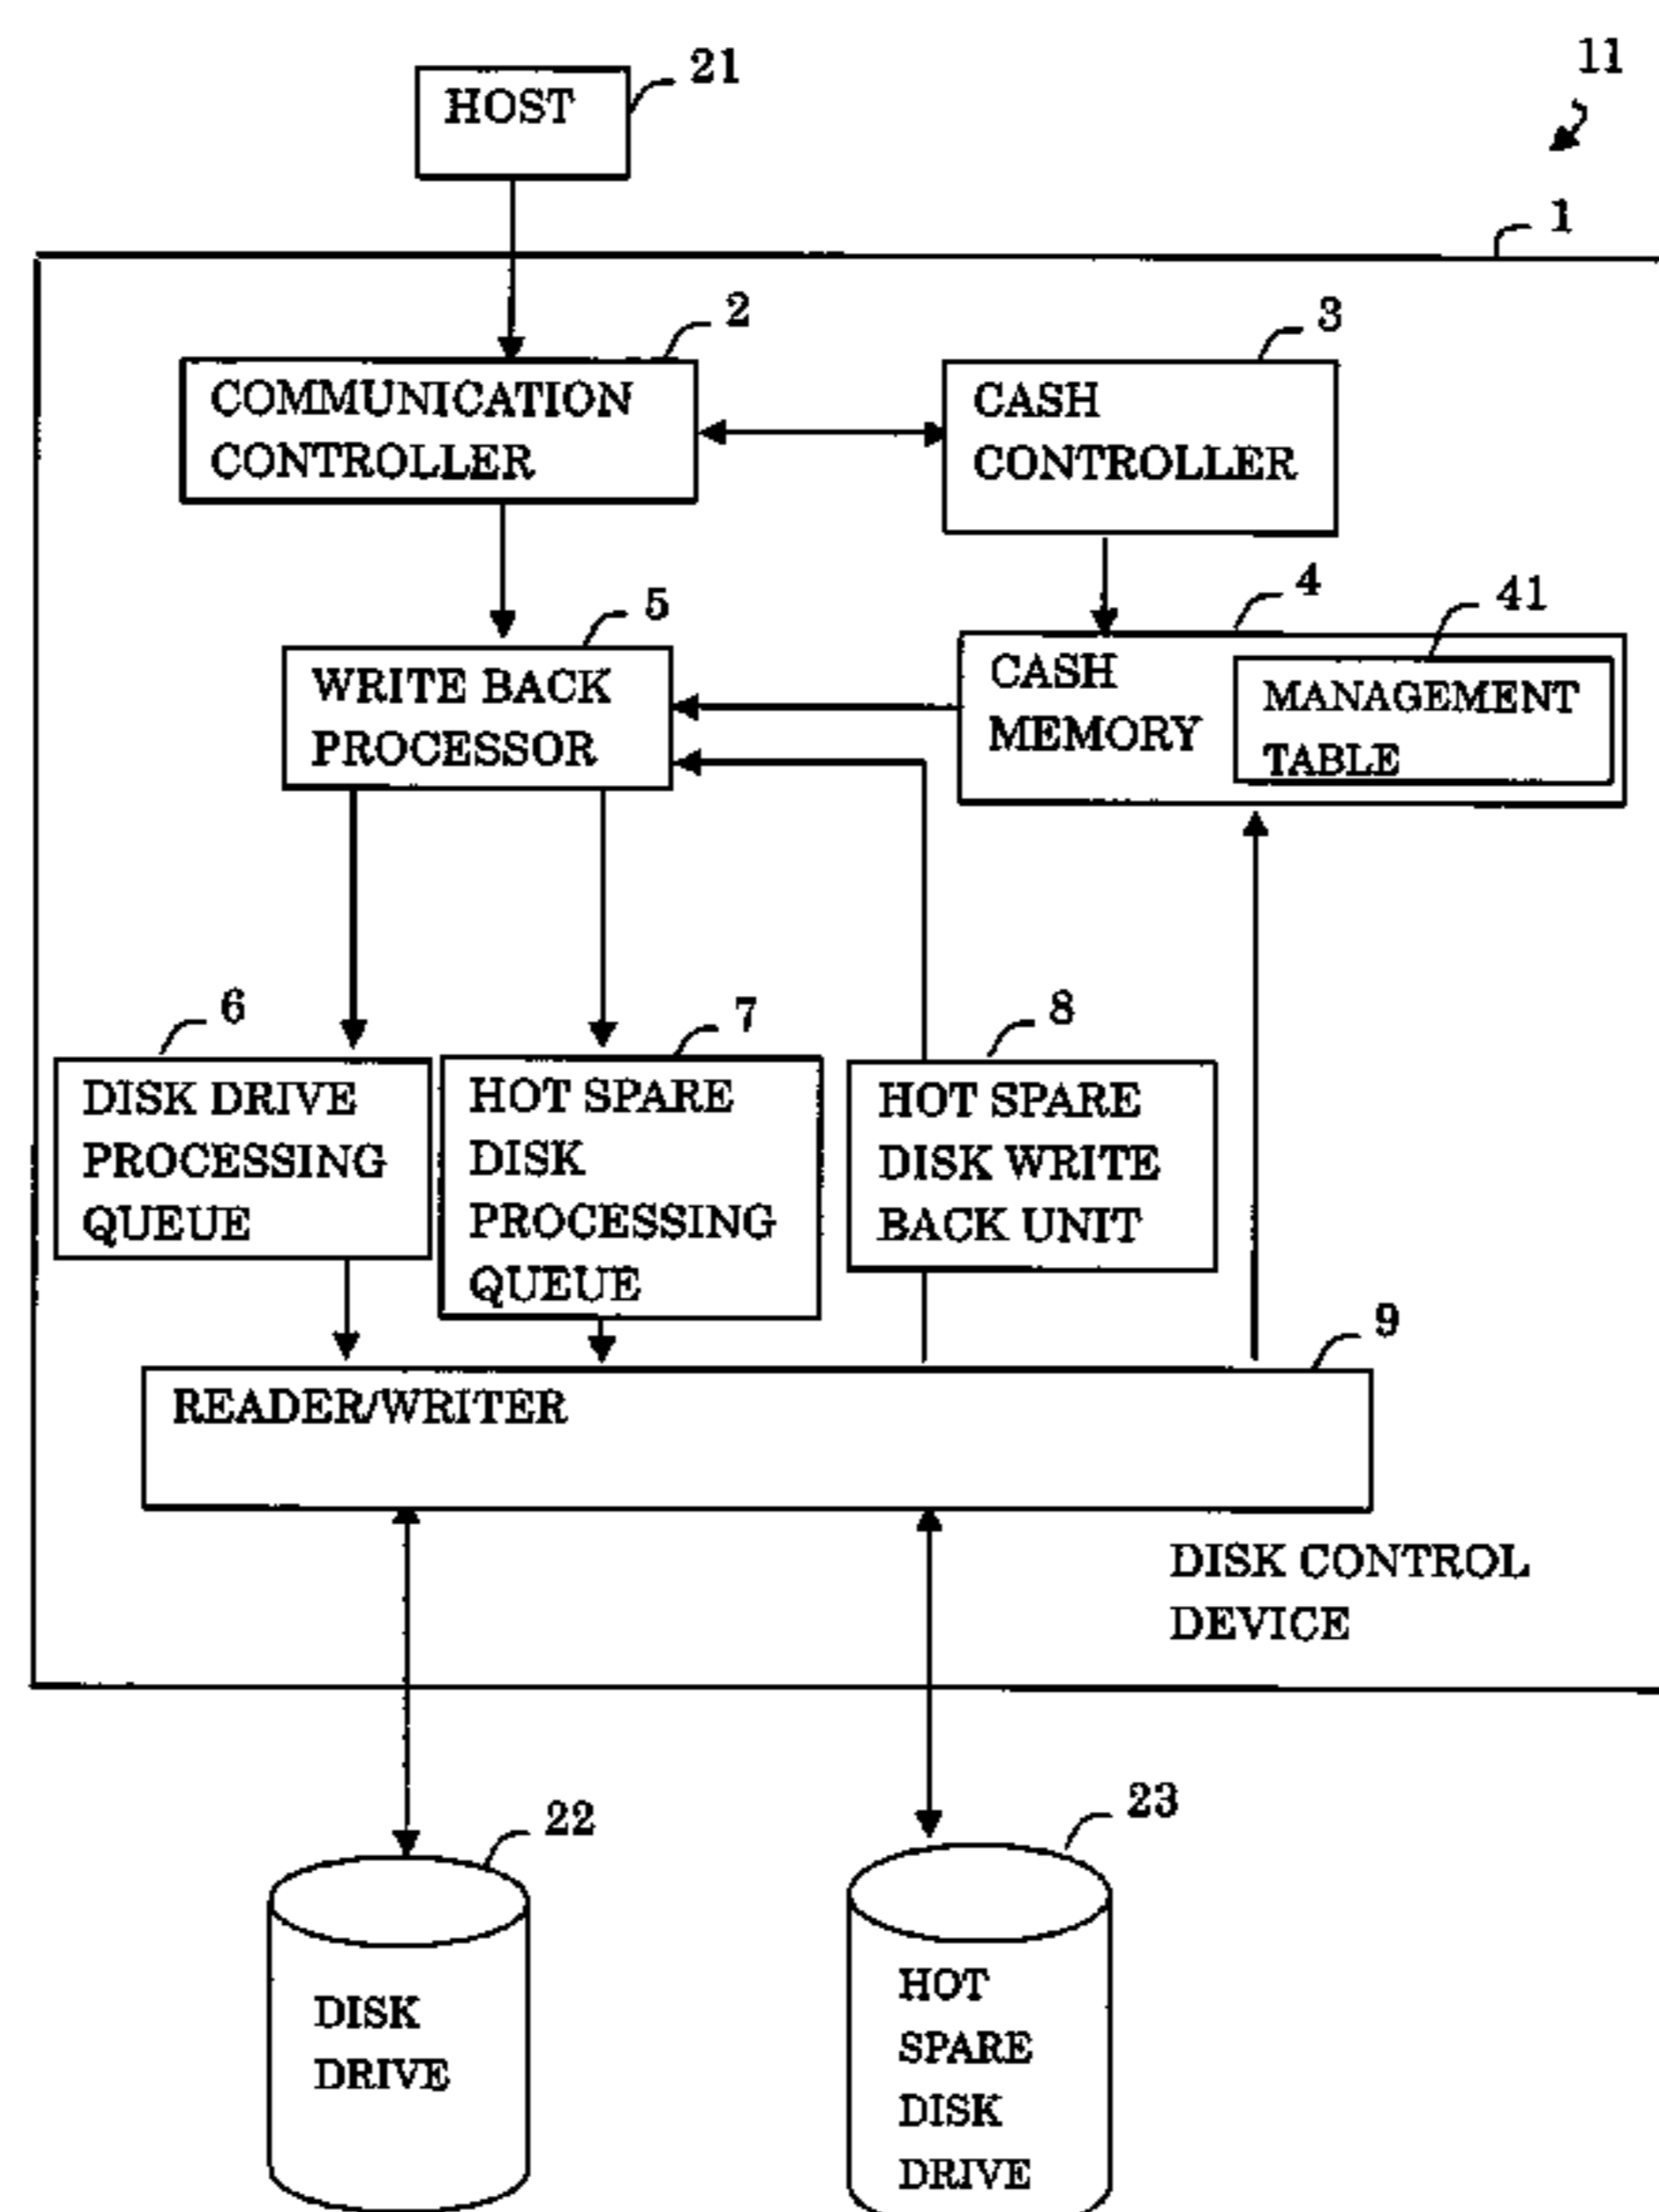 21
HOST
11
1
2
COMMUNICATION
CONTROLLER
3
CASH
CONTROLLER
5
WRITE BACK
PROCESSOR
4
CASH
MEMORY
41
MANAGEMENT
TABLE
6
DISK DRIVE
PROCESSING
QUEUE
7
HOT SPARE
DISK
PROCESSING
QUEUE
8
HOT SPARE
DISK WRITE
BACK UNIT
9
READER/WRITER
DISK CONTROL
DEVICE
22
DISK
DRIVE
23
HOT
SPARE
DISK
DRIVE